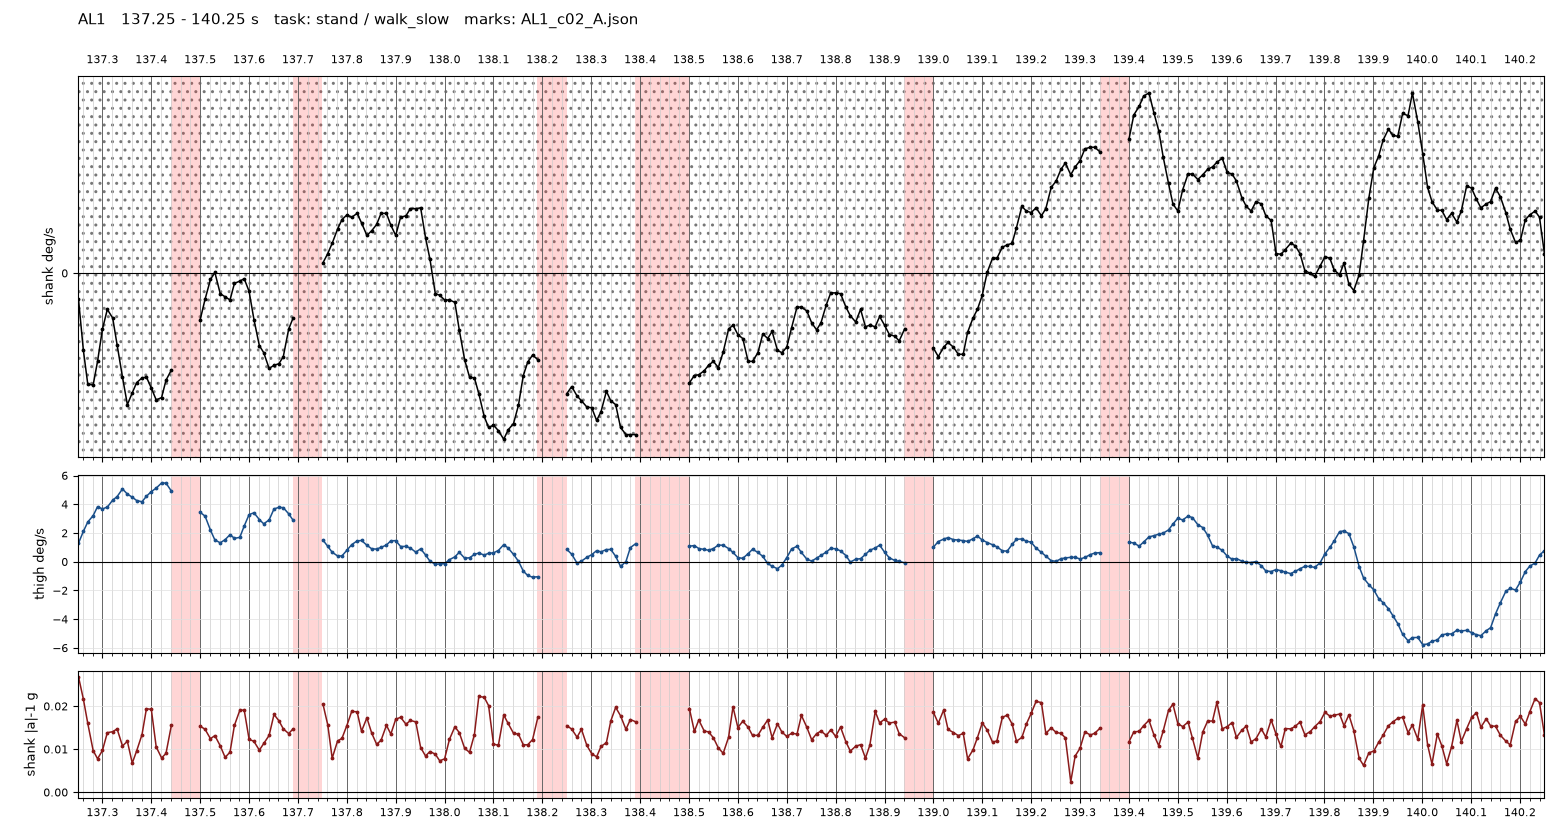 AL1   137.25 - 140.25 s   task: stand / walk_slow   marks: AL1_c02_A.json
137.3 137.4 137.5 137.6 137.7 137.8 137.9 138.0 138.1 138.2 138.3 138.4 138.5 138.6 138.7 138.8 138.9 139.0 139.1 139.2 139.3 139.4 139.5 139.6 139.7 139.8 139.9 140.0 140.1 140.2
shank deg/s
0
thigh deg/s
6
4
2
0
−2
−4
−6
shank |a|-1 g
0.02
0.01
0.00
137.3 137.4 137.5 137.6 137.7 137.8 137.9 138.0 138.1 138.2 138.3 138.4 138.5 138.6 138.7 138.8 138.9 139.0 139.1 139.2 139.3 139.4 139.5 139.6 139.7 139.8 139.9 140.0 140.1 140.2